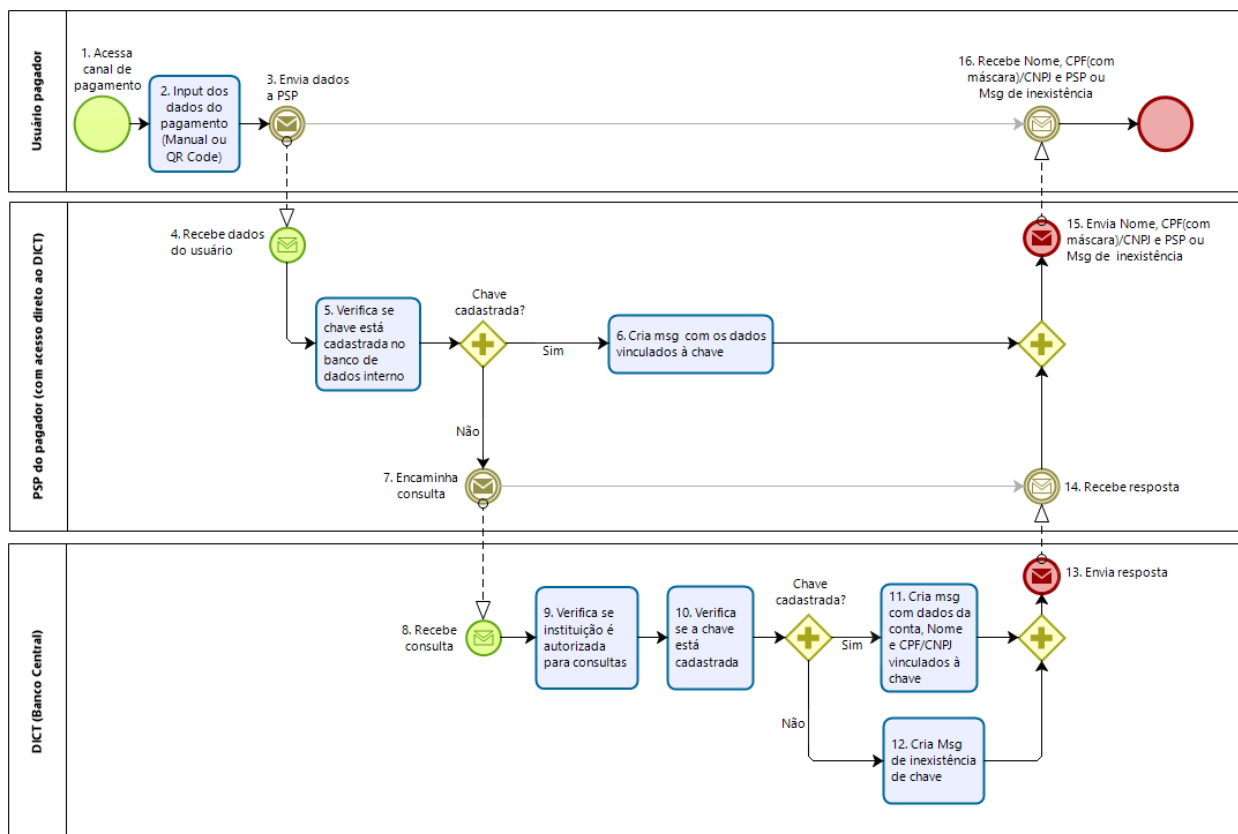 Usuário pagador
1. Acessa
canal de
pagamento
2. Input dos
dados do
pagamento
(Manual ou
QR Code)
3. Envia dados
a PSP
16. Recebe Nome, CPF(com
máscara)/CNPJ e PSP ou
Msg de inexistência
PSP do pagador (com acesso direto ao DICT)
4. Recebe dados
do usuário
5. Verifica se
chave está
cadastrada no
banco de
dados interno
Chave
cadastrada?
Sim
6. Cria msg com os dados
vinculados à chave
15. Envia Nome, CPF(com
máscara)/CNPJ e PSP ou
Msg de inexistência
Não
7. Encaminha
consulta
14. Recebe resposta
DICT (Banco Central)
8. Recebe
consulta
9. Verifica se
instituição é
autorizada
para consultas
10. Verifica
se a chave
está
cadastrada
Chave
cadastrada?
Sim
11. Cria msg
com dados da
conta, Nome
e CPF/CNPJ
vinculados à
chave
13. Envia resposta
Não
12. Cria Msg
de inexistência
de chave